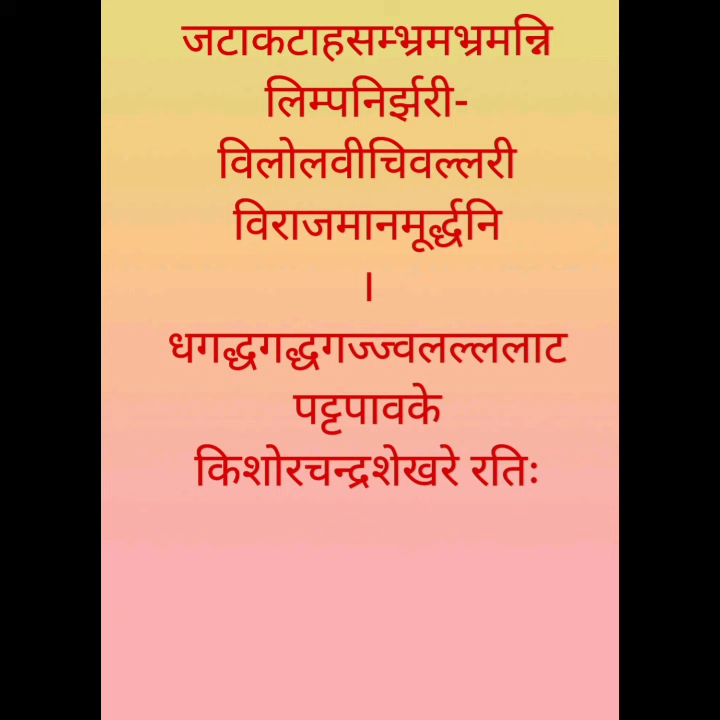 जटाकटाहसम्भ्रमभ्रमन्नि
लिम्पनिर्झरी-
विलोलवीचिवल्लरी
विराजमानमूर्द्धनि
।
धगद्धगद्धगज्ज्वलल्ललाट
पट्टपावके
किशोरचन्द्रशेखरे रतिः